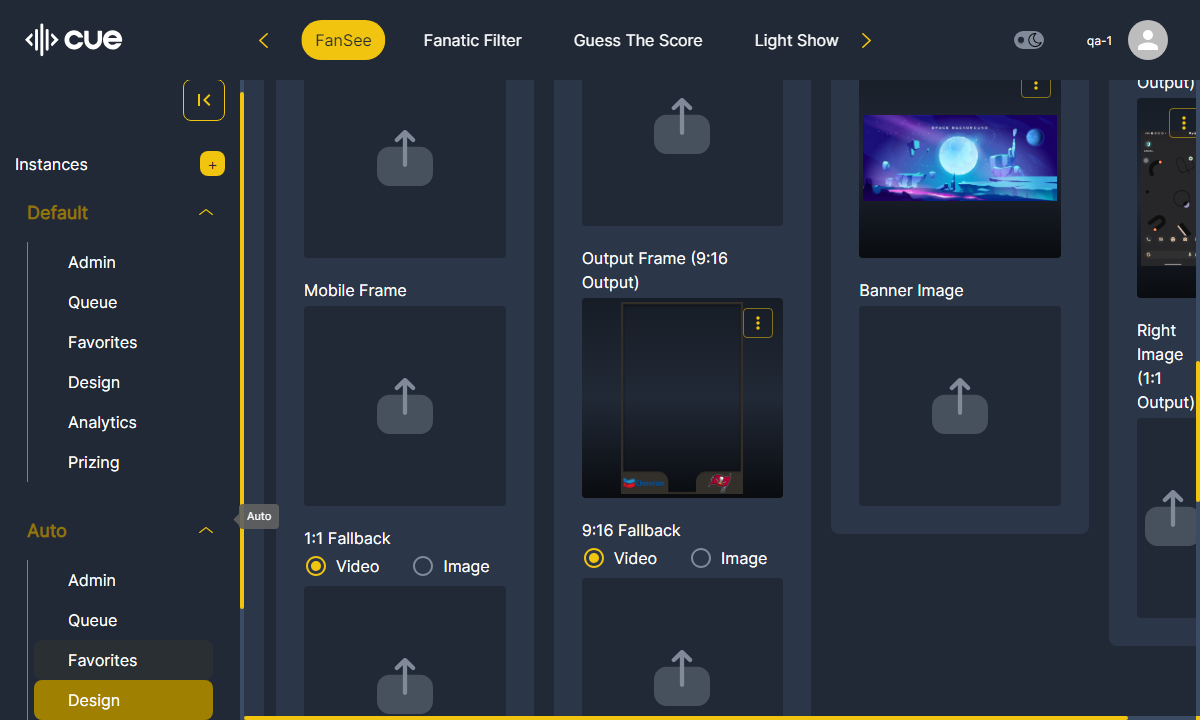 cue
FanSee
Fanatic Filter
Guess The Score
Light Show
qa-1
Instances
+
Default
Admin
Queue
Favorites
Design
Analytics
Prizing
Auto
Auto
Admin
Queue
Favorites
Design
Mobile Frame
1:1 Fallback
Video
Image
Output Frame (9:16
Output)
9:16 Fallback
Video
Image
SPACE BACKGROUND
Banner Image
Output)
Right
Image
(1:1
Output)